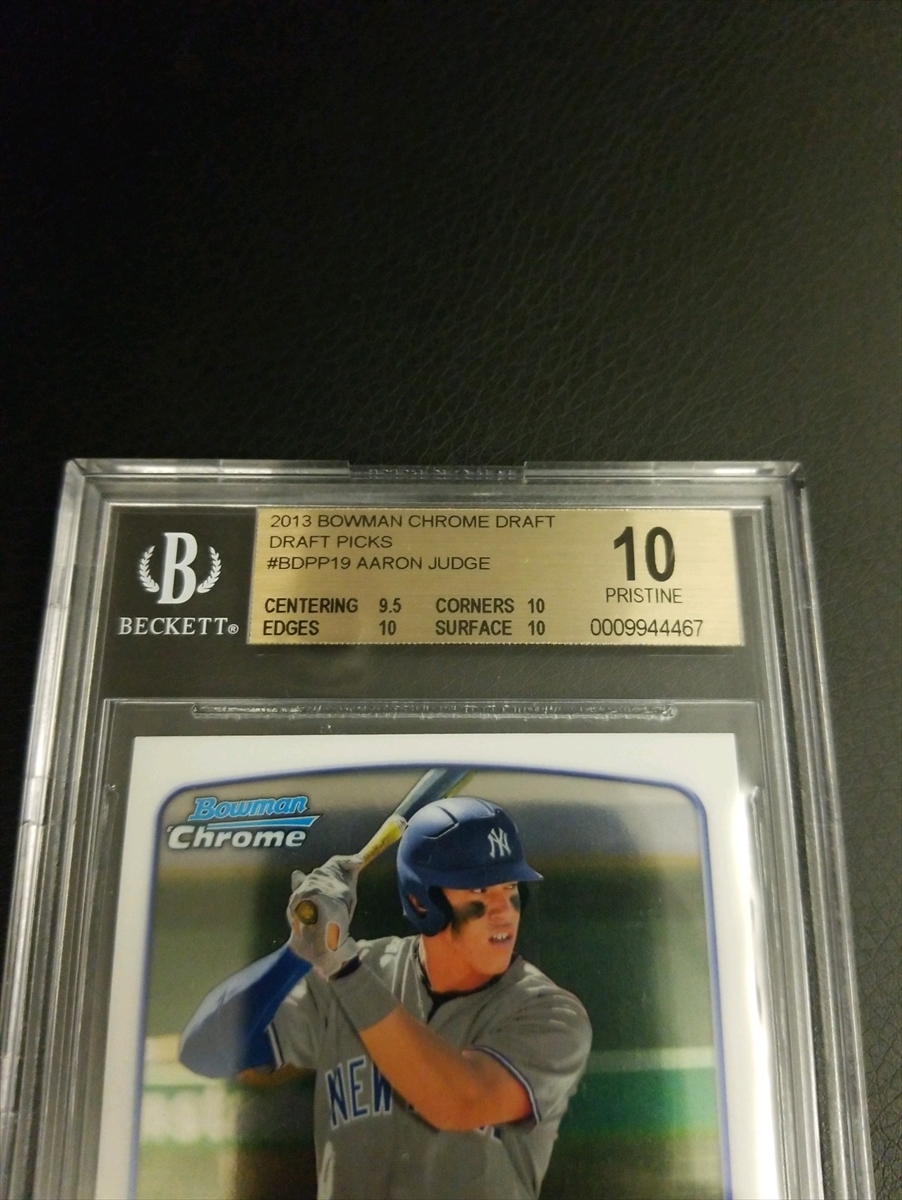 2013 BOWMAN CHROME DRAFT
DRAFT PICKS
#BDPP19 AARON JUDGE
10
PRISTINE
CENTERING 9.5 CORNERS 10
EDGES 10 SURFACE 10
0009944467
B
BECKETT®
Bowman
Chrome
NY
NEW